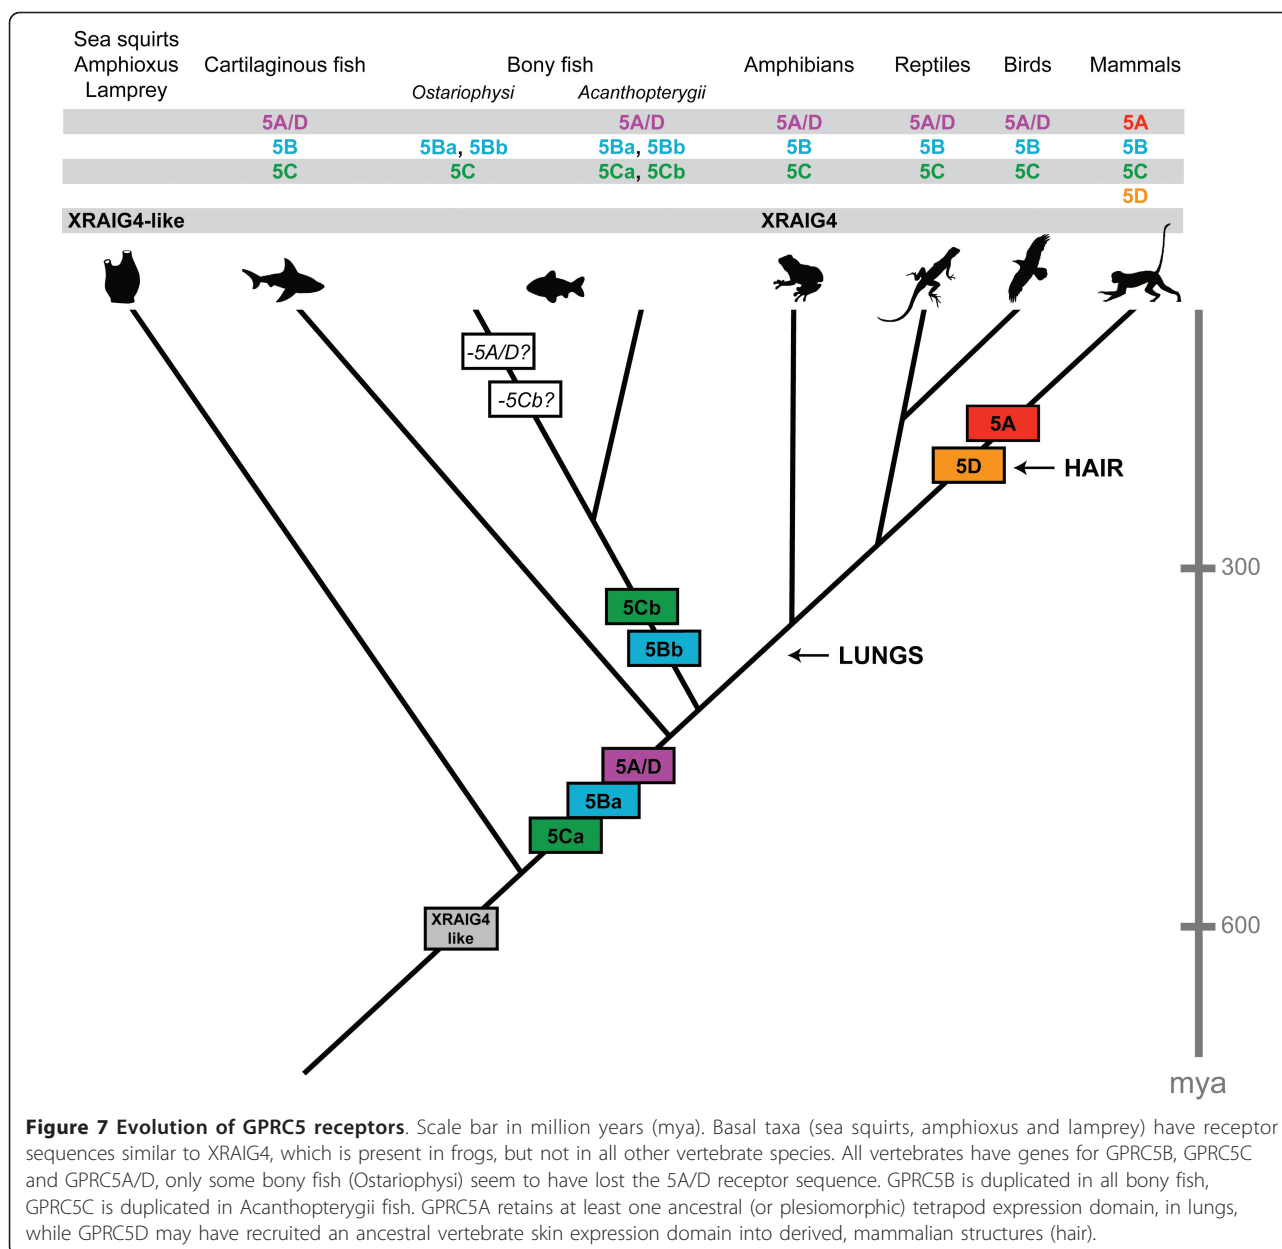 Sea squirts
Amphioxus
Lamprey
Cartilaginous fish
Bony fish
Ostariophysi
Acanthopterygii
Amphibians
Reptiles
Birds
Mammals
5A/D 5A/D 5A/D 5A/D 5A/D 5A
5B 5Ba, 5Bb 5Ba, 5Bb 5B 5B 5B 5B
5C 5C 5Ca, 5Cb 5C 5C 5C 5C
5D
XRAIG4-like XRAIG4
-5A/D?
-5Cb?
5A
5D
HAIR
300
5Cb
5Bb
LUNGS
5A/D
5Ba
5Ca
XRAIG4
like
600
mya
Figure 7 Evolution of GPRC5 receptors. Scale bar in million years (mya). Basal taxa (sea squirts, amphioxus and lamprey) have receptor
sequences similar to XRAIG4, which is present in frogs, but not in all other vertebrate species. All vertebrates have genes for GPRC5B, GPRC5C
and GPRC5A/D, only some bony fish (Ostariophysi) seem to have lost the 5A/D receptor sequence. GPRC5B is duplicated in all bony fish,
GPRC5C is duplicated in Acanthopterygii fish. GPRC5A retains at least one ancestral (or plesiomorphic) tetrapod expression domain, in lungs,
while GPRC5D may have recruited an ancestral vertebrate skin expression domain into derived, mammalian structures (hair).